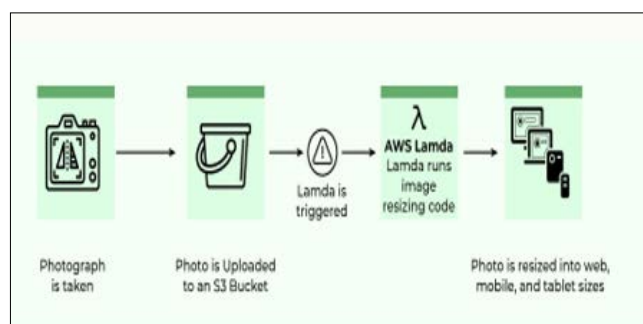 Photograph
is taken
Photo is Uploaded
to an S3 Bucket
Lamda is
triggered
λ
AWS Lamda
Lamda runs
image
resizing code
Photo is resized into web,
mobile, and tablet sizes